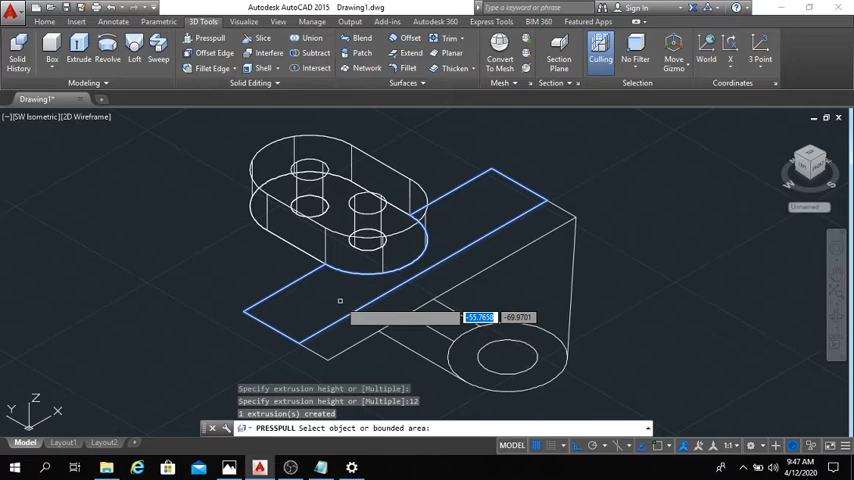 Autodesk AutoCAD 2015 Drawing1.dwg
Type a keyword or phrase
Sign In
Home Insert Annotate Parametric 3D Tools Visualize View Manage Output Add-ins Autodesk 360 Express Tools BIM 360 Featured Apps
Presspull Slice Union Blend Offset Trim
Offset Edge Interfere Subtract Patch Extend Planar
Fillet Edge Shell Intersect Network Fillet Thicken
Solid History
Box
Extrude
Revolve
Loft
Sweep
Convert To Mesh
Section Plane
Culling
No Filter
Move Gizmo
World
X
3 Point
Modeling Solid Editing Surfaces Mesh Section Selection Coordinates
Drawing1*
[−][SW Isometric][2D Wireframe]
TOP
W S
Unnamed
-55.7658 -69.9701
Z
Y X
Specify extrusion height or [Multiple]:
Specify extrusion height or [Multiple]:12
1 extrusion(s) created
PRESSPULL Select object or bounded area:
Model Layout1 Layout2
MODEL
1:1
9:47 AM
4/12/2020